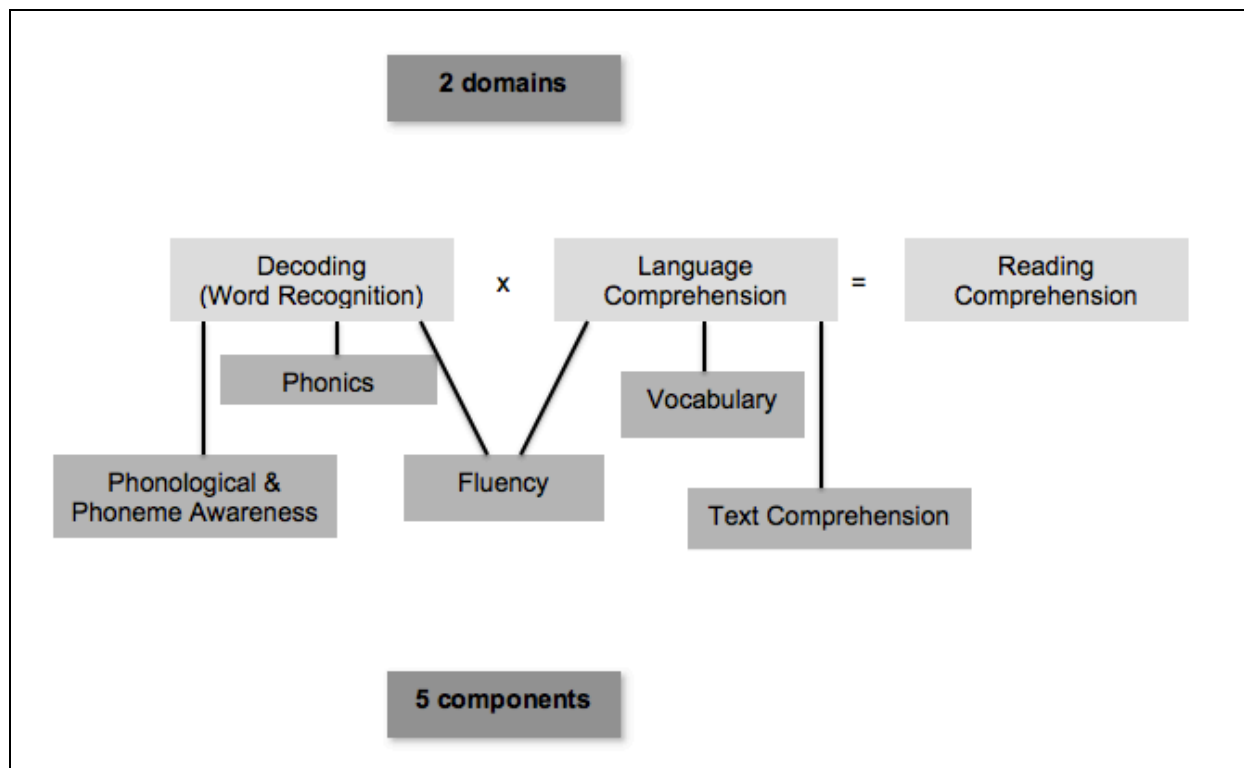 2 domains
Decoding
(Word Recognition)
x
Language
Comprehension
=
Reading
Comprehension
Phonics
Vocabulary
Phonological &
Phoneme Awareness
Fluency
Text Comprehension
5 components